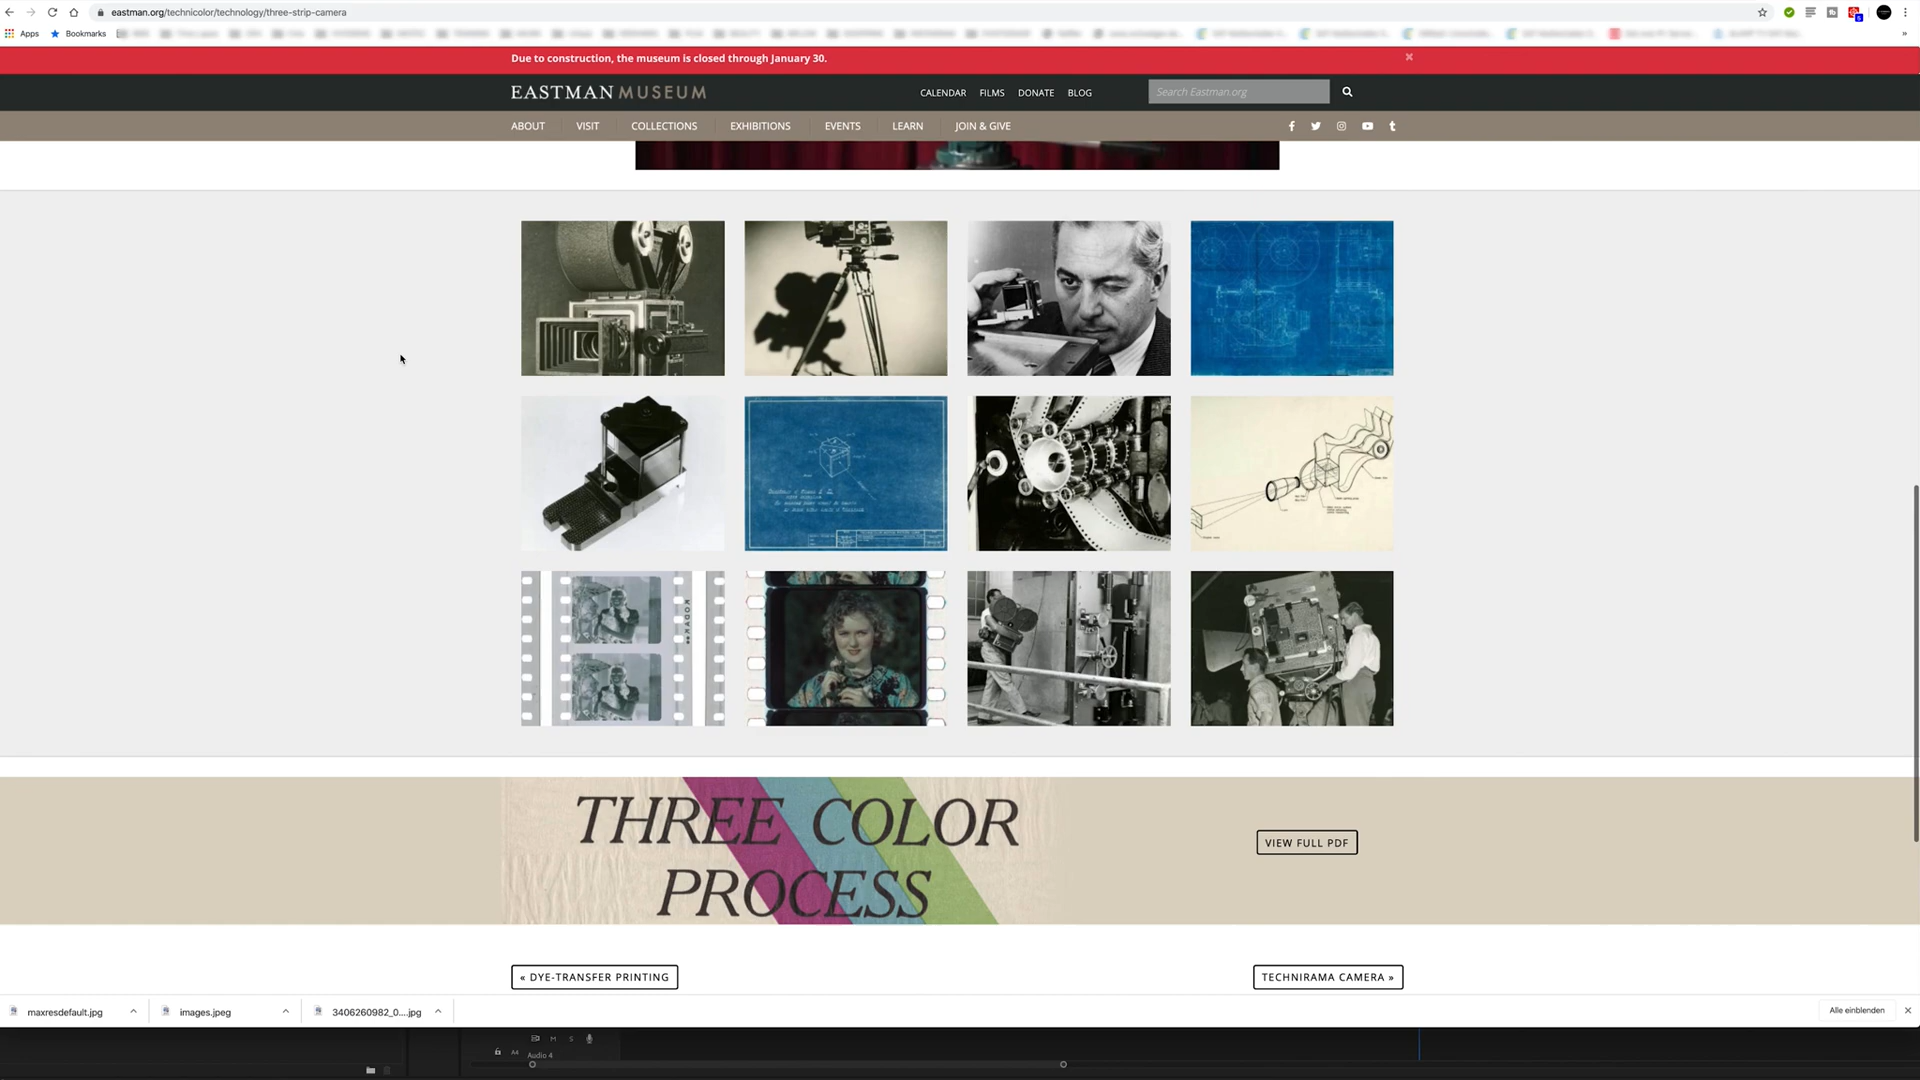 eastman.org/technicolor/technology/three-strip-camera
Apps
Bookmarks
Due to construction, the museum is closed through January 30.
EASTMAN MUSEUM
CALENDAR FILMS DONATE BLOG
Search Eastman.org
ABOUT VISIT COLLECTIONS EXHIBITIONS EVENTS LEARN JOIN & GIVE
KODAK
THREE COLOR
PROCESS
VIEW FULL PDF
« DYE-TRANSFER PRINTING
TECHNIRAMA CAMERA »
maxresdefault.jpg
images.jpeg
3406260982_0....jpg
Alle einblenden
M S
A4
Audio 4